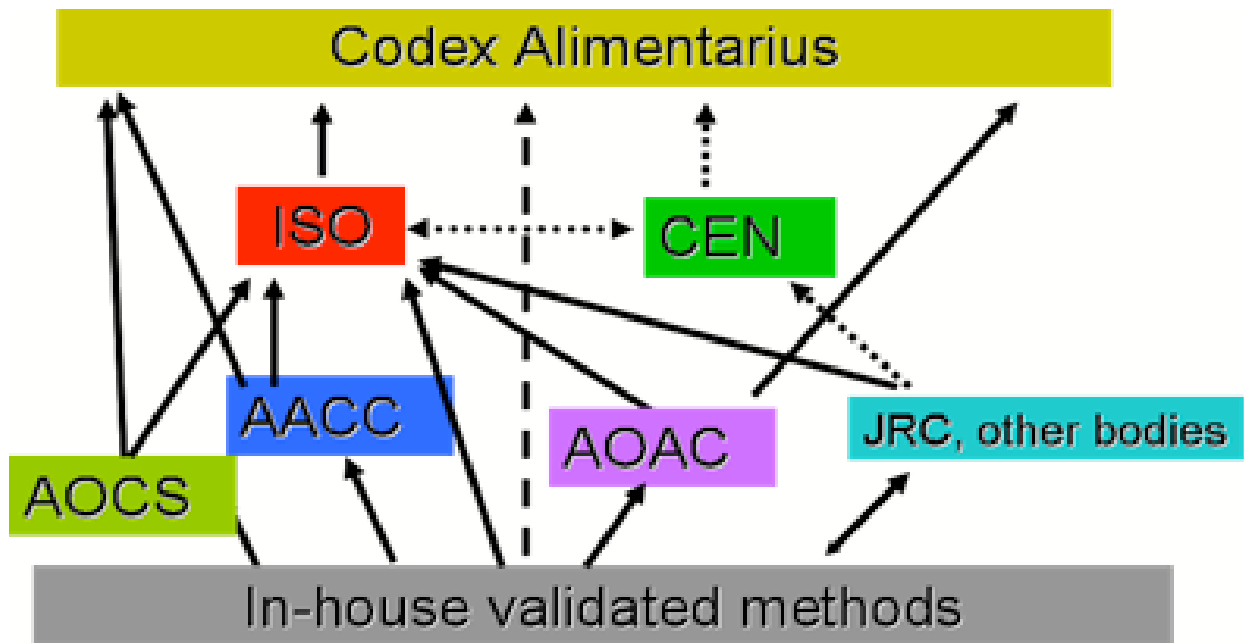 Codex Alimentarius
ISO
CEN
AACC
AOAC
JRC, other bodies
AOCS
In-house validated methods